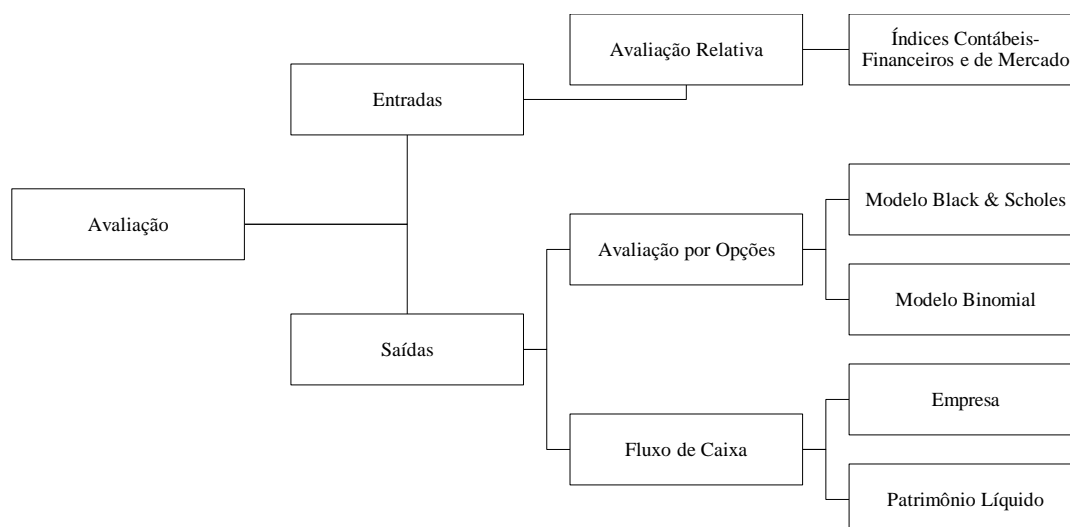 Avaliação Relativa
Índices Contábeis-
Financeiros e de Mercado
Entradas
Avaliação
Modelo Black & Scholes
Avaliação por Opções
Modelo Binomial
Saídas
Empresa
Fluxo de Caixa
Patrimônio Líquido